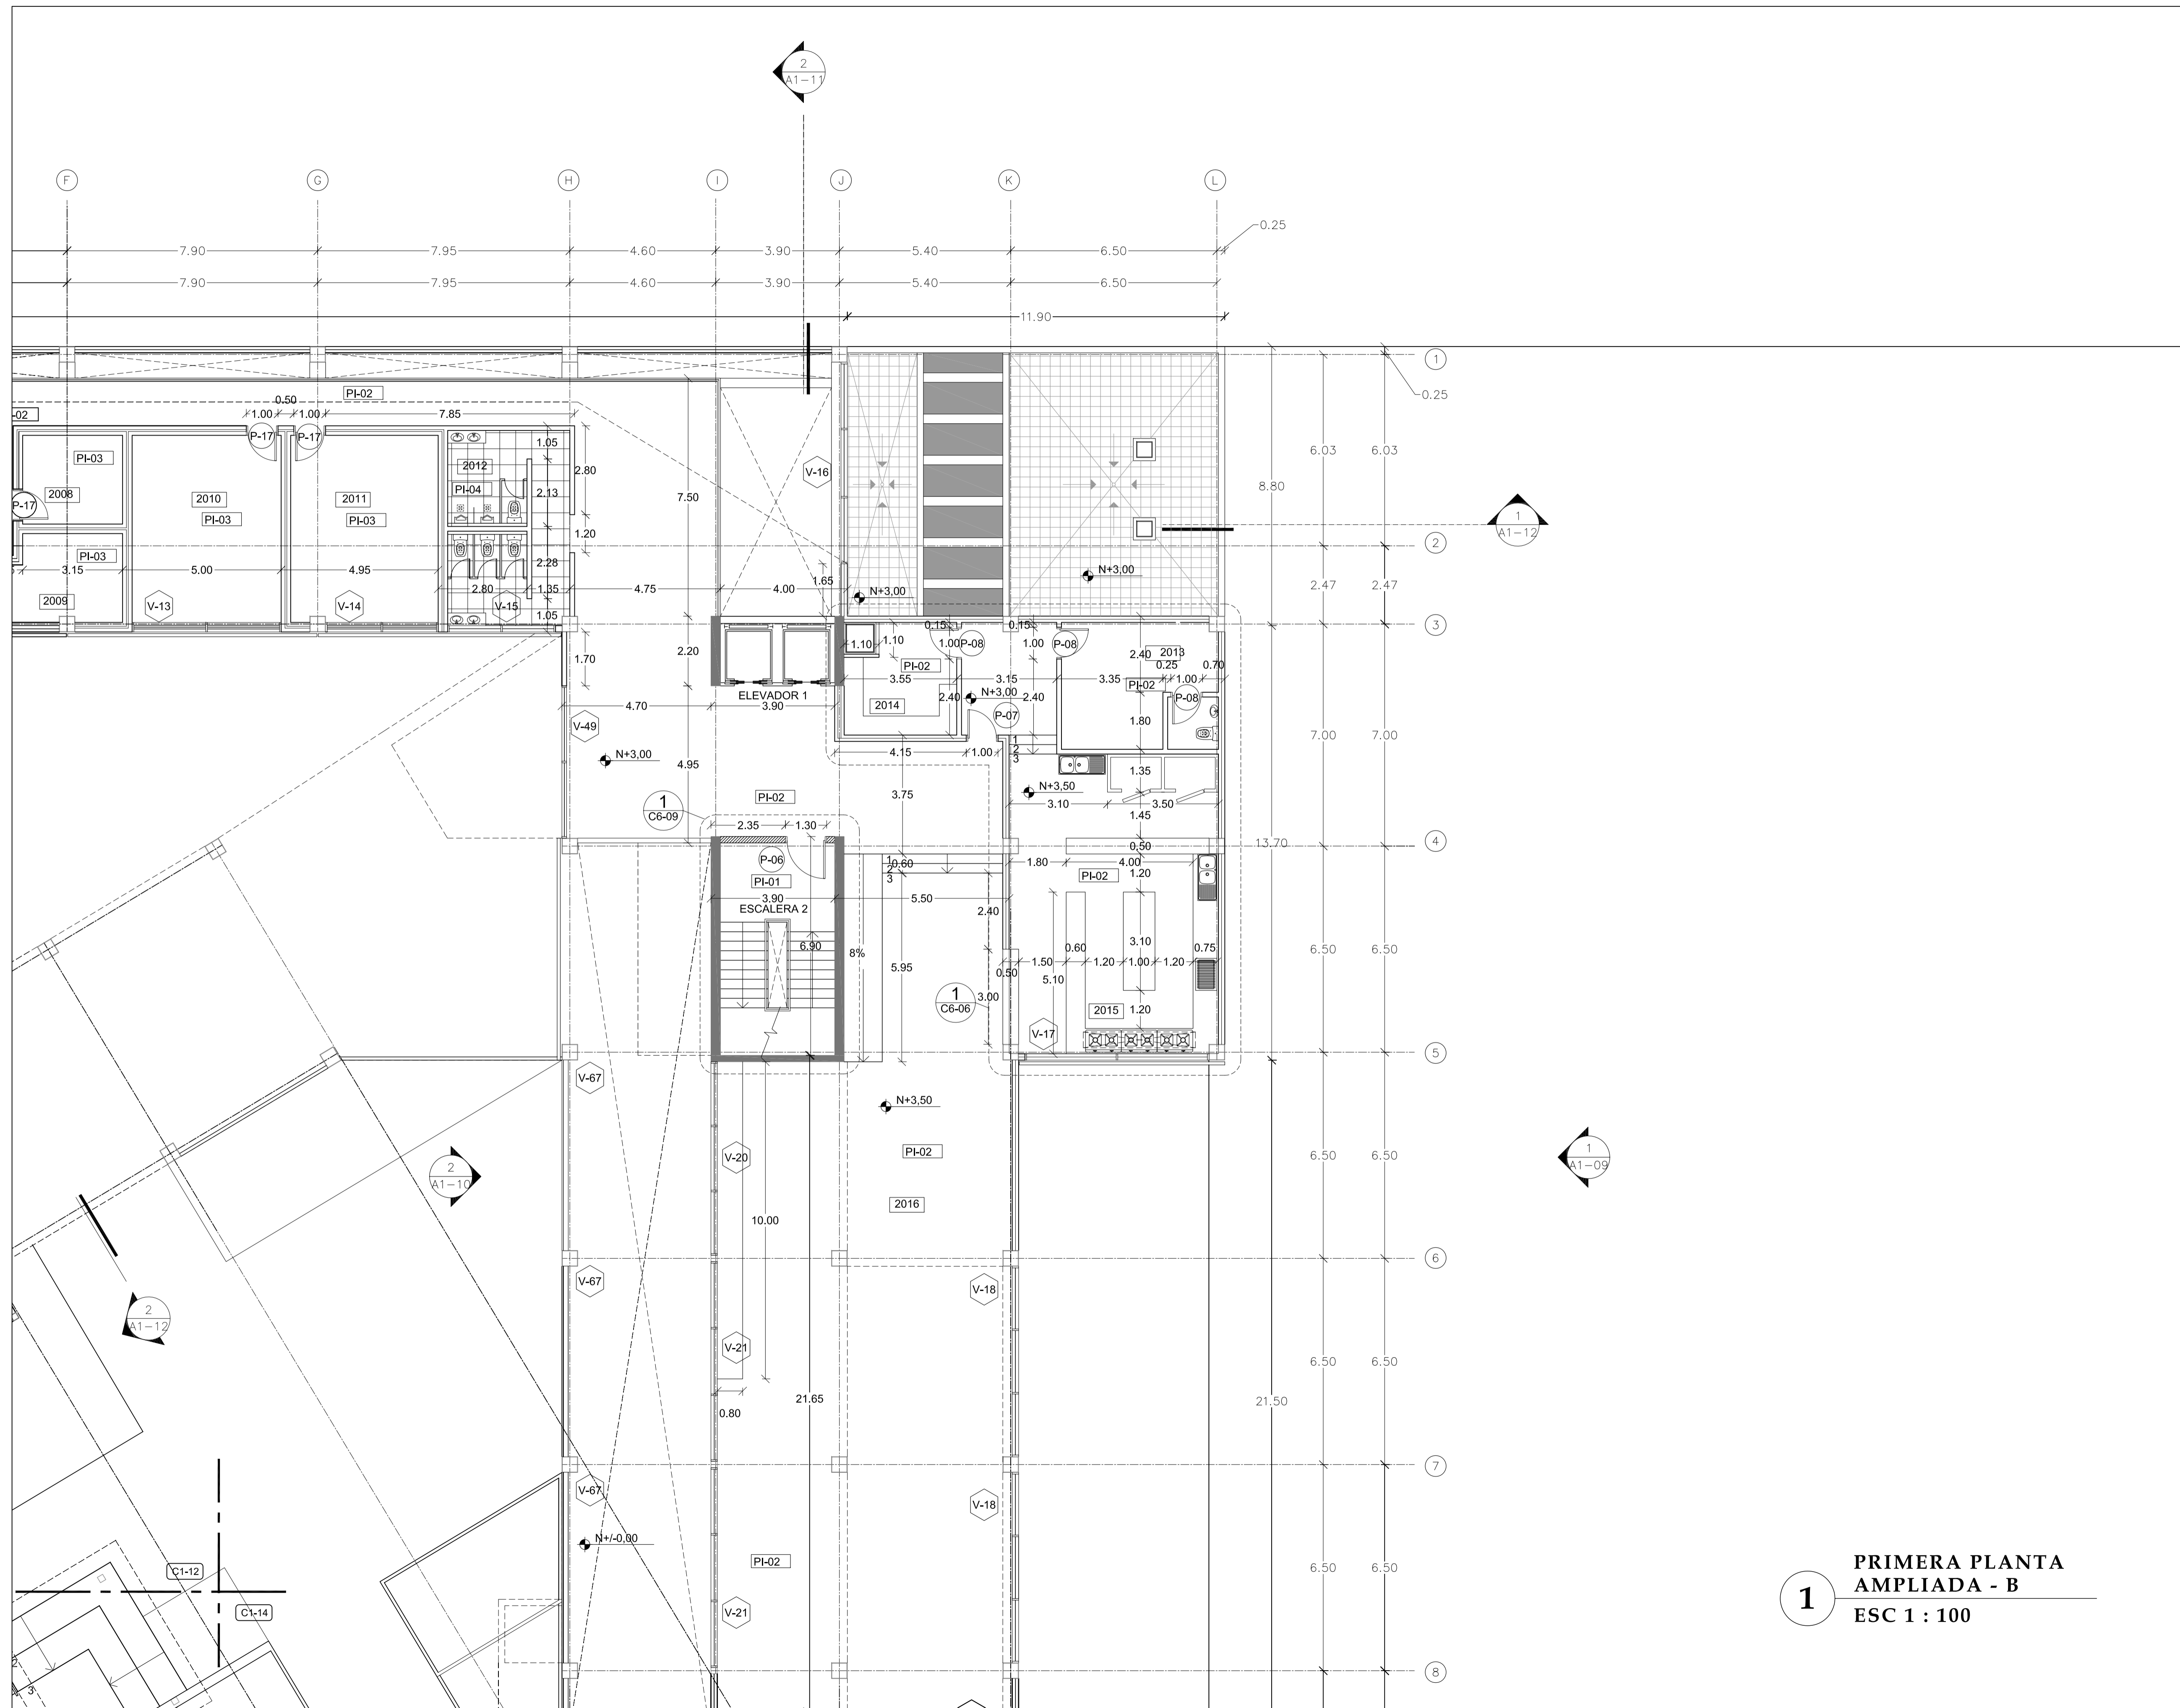 2
A1-11
F
G
H
I
J
K
L
0.25
7.90
7.95
4.60
3.90
5.40
6.50
7.90
7.95
4.60
3.90
5.40
6.50
11.90
1
0.25
PI-02
0.50
-02
1.00
1.00
7.85
P-17
P-17
1.05
6.03
6.03
PI-03
2012
2.80
V-16
7.50
8.80
2008
2010
2011
PI-04
2.13
P-17
PI-03
PI-03
1
A1-12
1.20
2
PI-03
2.28
3.15
5.00
4.95
N+3,00
1.65
2.47
2.47
2.80
1.35
4.75
4.00
N+3,00
2009
V-13
V-14
V-15
1.05
3
0.15
0.15
1.10
1.10
1.00
P-08
1.00
P-08
2.20
1.70
2.40
2013
PI-02
0.25
0.70
3.55
3.15
3.35
1.00
PI-02
ELEVADOR 1
2.40
N+3,00
2.40
P-08
4.70
3.90
2014
P-07
1.80
V-49
7.00
7.00
N+3,00
4.15
1.00
1
2
3
4.95
1.35
PI-02
3.75
N+3,50
1
C6-09
3.10
3.50
1.45
2.35
1.30
4
13.70
0.50
P-06
1
2
3
0.60
1.80
4.00
1.20
PI-01
PI-02
3.90
5.50
ESCALERA 2
2.40
6.90
8%
3.10
0.60
0.75
6.50
6.50
5.95
0.50
1.50
1.20
1.00
1.20
5.10
1
C6-06
3.00
2015
1.20
V-17
5
V-67
N+3,50
PI-02
V-20
6.50
6.50
1
A1-09
2
A1-10
2016
10.00
6
V-67
V-18
2
A1-12
V-21
6.50
6.50
21.65
21.50
0.80
7
V-67
V-18
N+/-0,00
PI-02
C1-12
6.50
6.50
C1-14
V-21
2
3
8
1
PRIMERA PLANTA
AMPLIADA - B
ESC 1 : 100